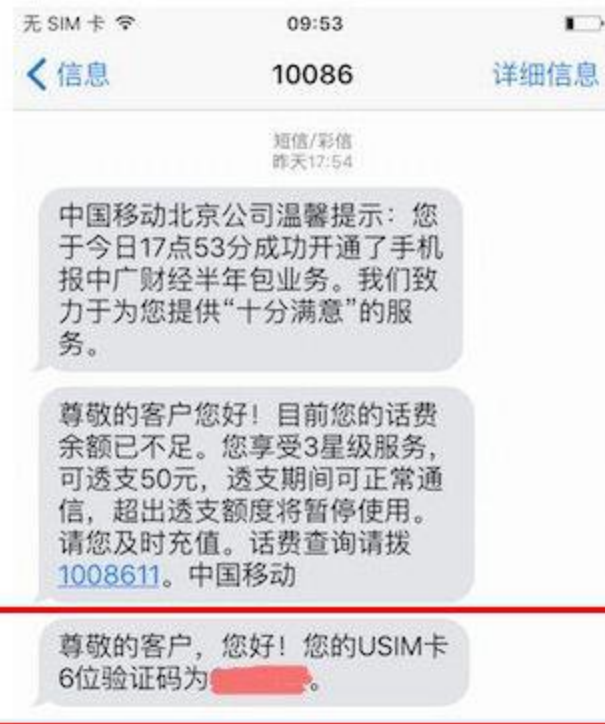 无 SIM 卡 09:53
信息 10086 详细信息
短信/彩信
昨天17:54
中国移动北京公司温馨提示：您
于今日17点53分成功开通了手机
报中广财经半年包业务。我们致
力于为您提供“十分满意”的服
务。
尊敬的客户您好！目前您的话费
余额已不足。您享受3星级服务，
可透支50元，透支期间可正常通
信，超出透支额度将暂停使用。
请您及时充值。话费查询请拨
1008611。中国移动
尊敬的客户，您好！您的USIM卡
6位验证码为。